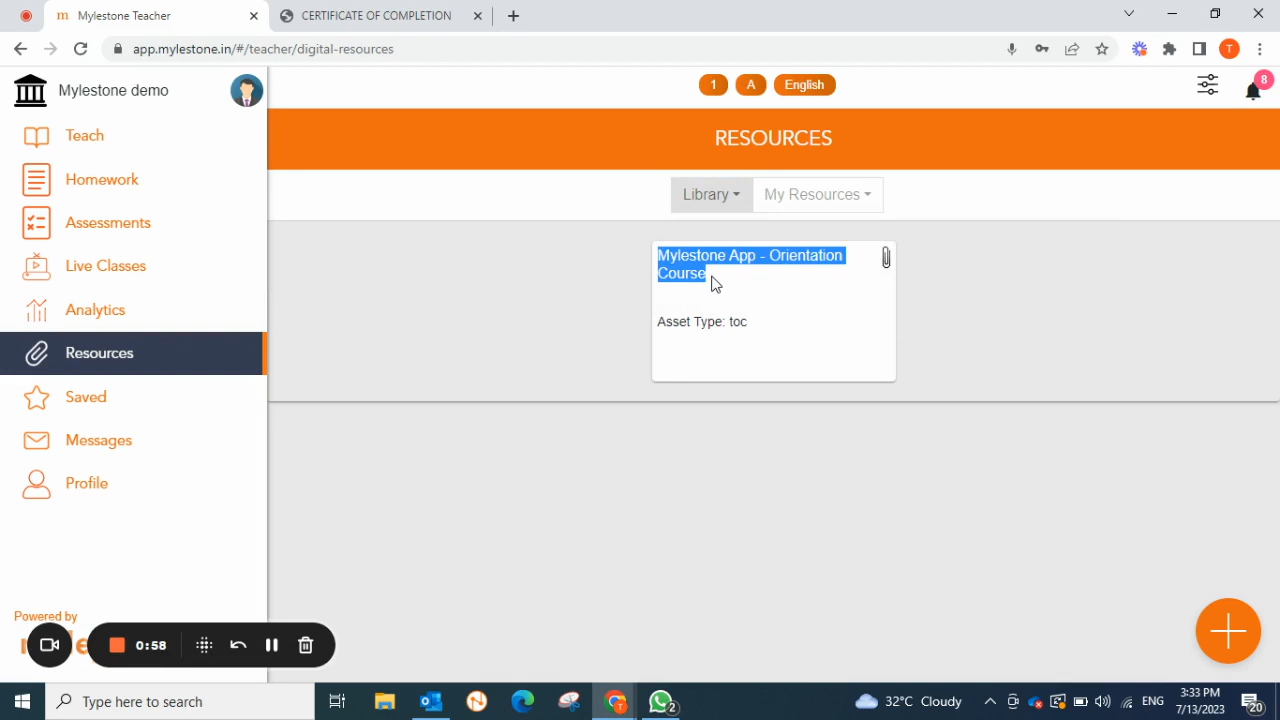 m Mylestone Teacher
CERTIFICATE OF COMPLETION
app.mylestone.in/#/teacher/digital-resources
T
Mylestone demo
1 A English
8
Teach
Homework
Assessments
Live Classes
Analytics
Resources
Saved
Messages
Profile
RESOURCES
Library
My Resources
Mylestone App - Orientation
Course
Asset Type: toc
Powered by
0:58
Type here to search
T
2
32°C Cloudy
ENG
3:33 PM
7/13/2023
20